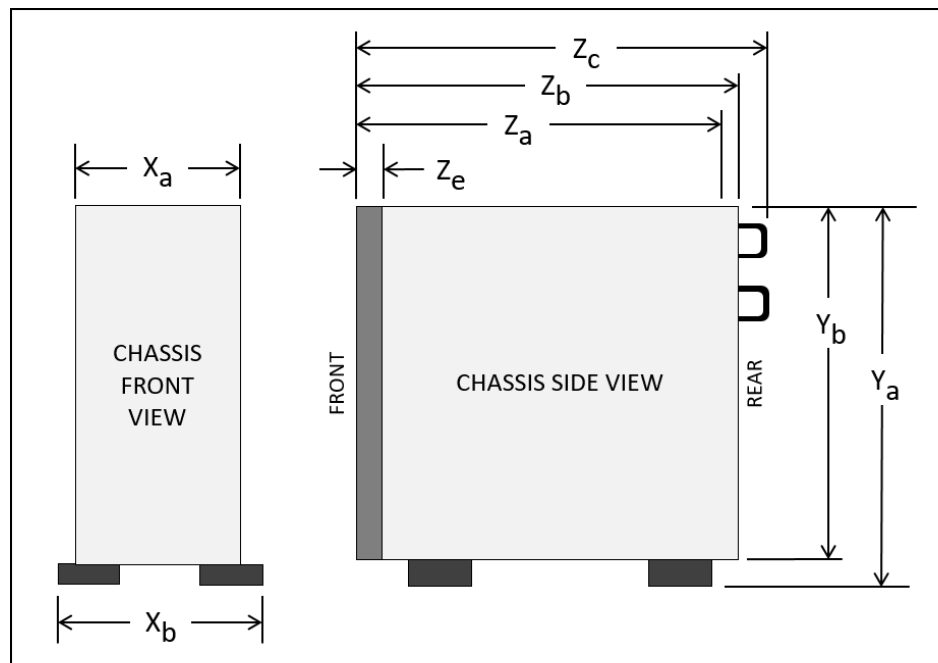 Zc
Zb
Za
Ze
Xa
CHASSIS
FRONT
VIEW
Xb
FRONT
CHASSIS SIDE VIEW
REAR
Yb
Ya